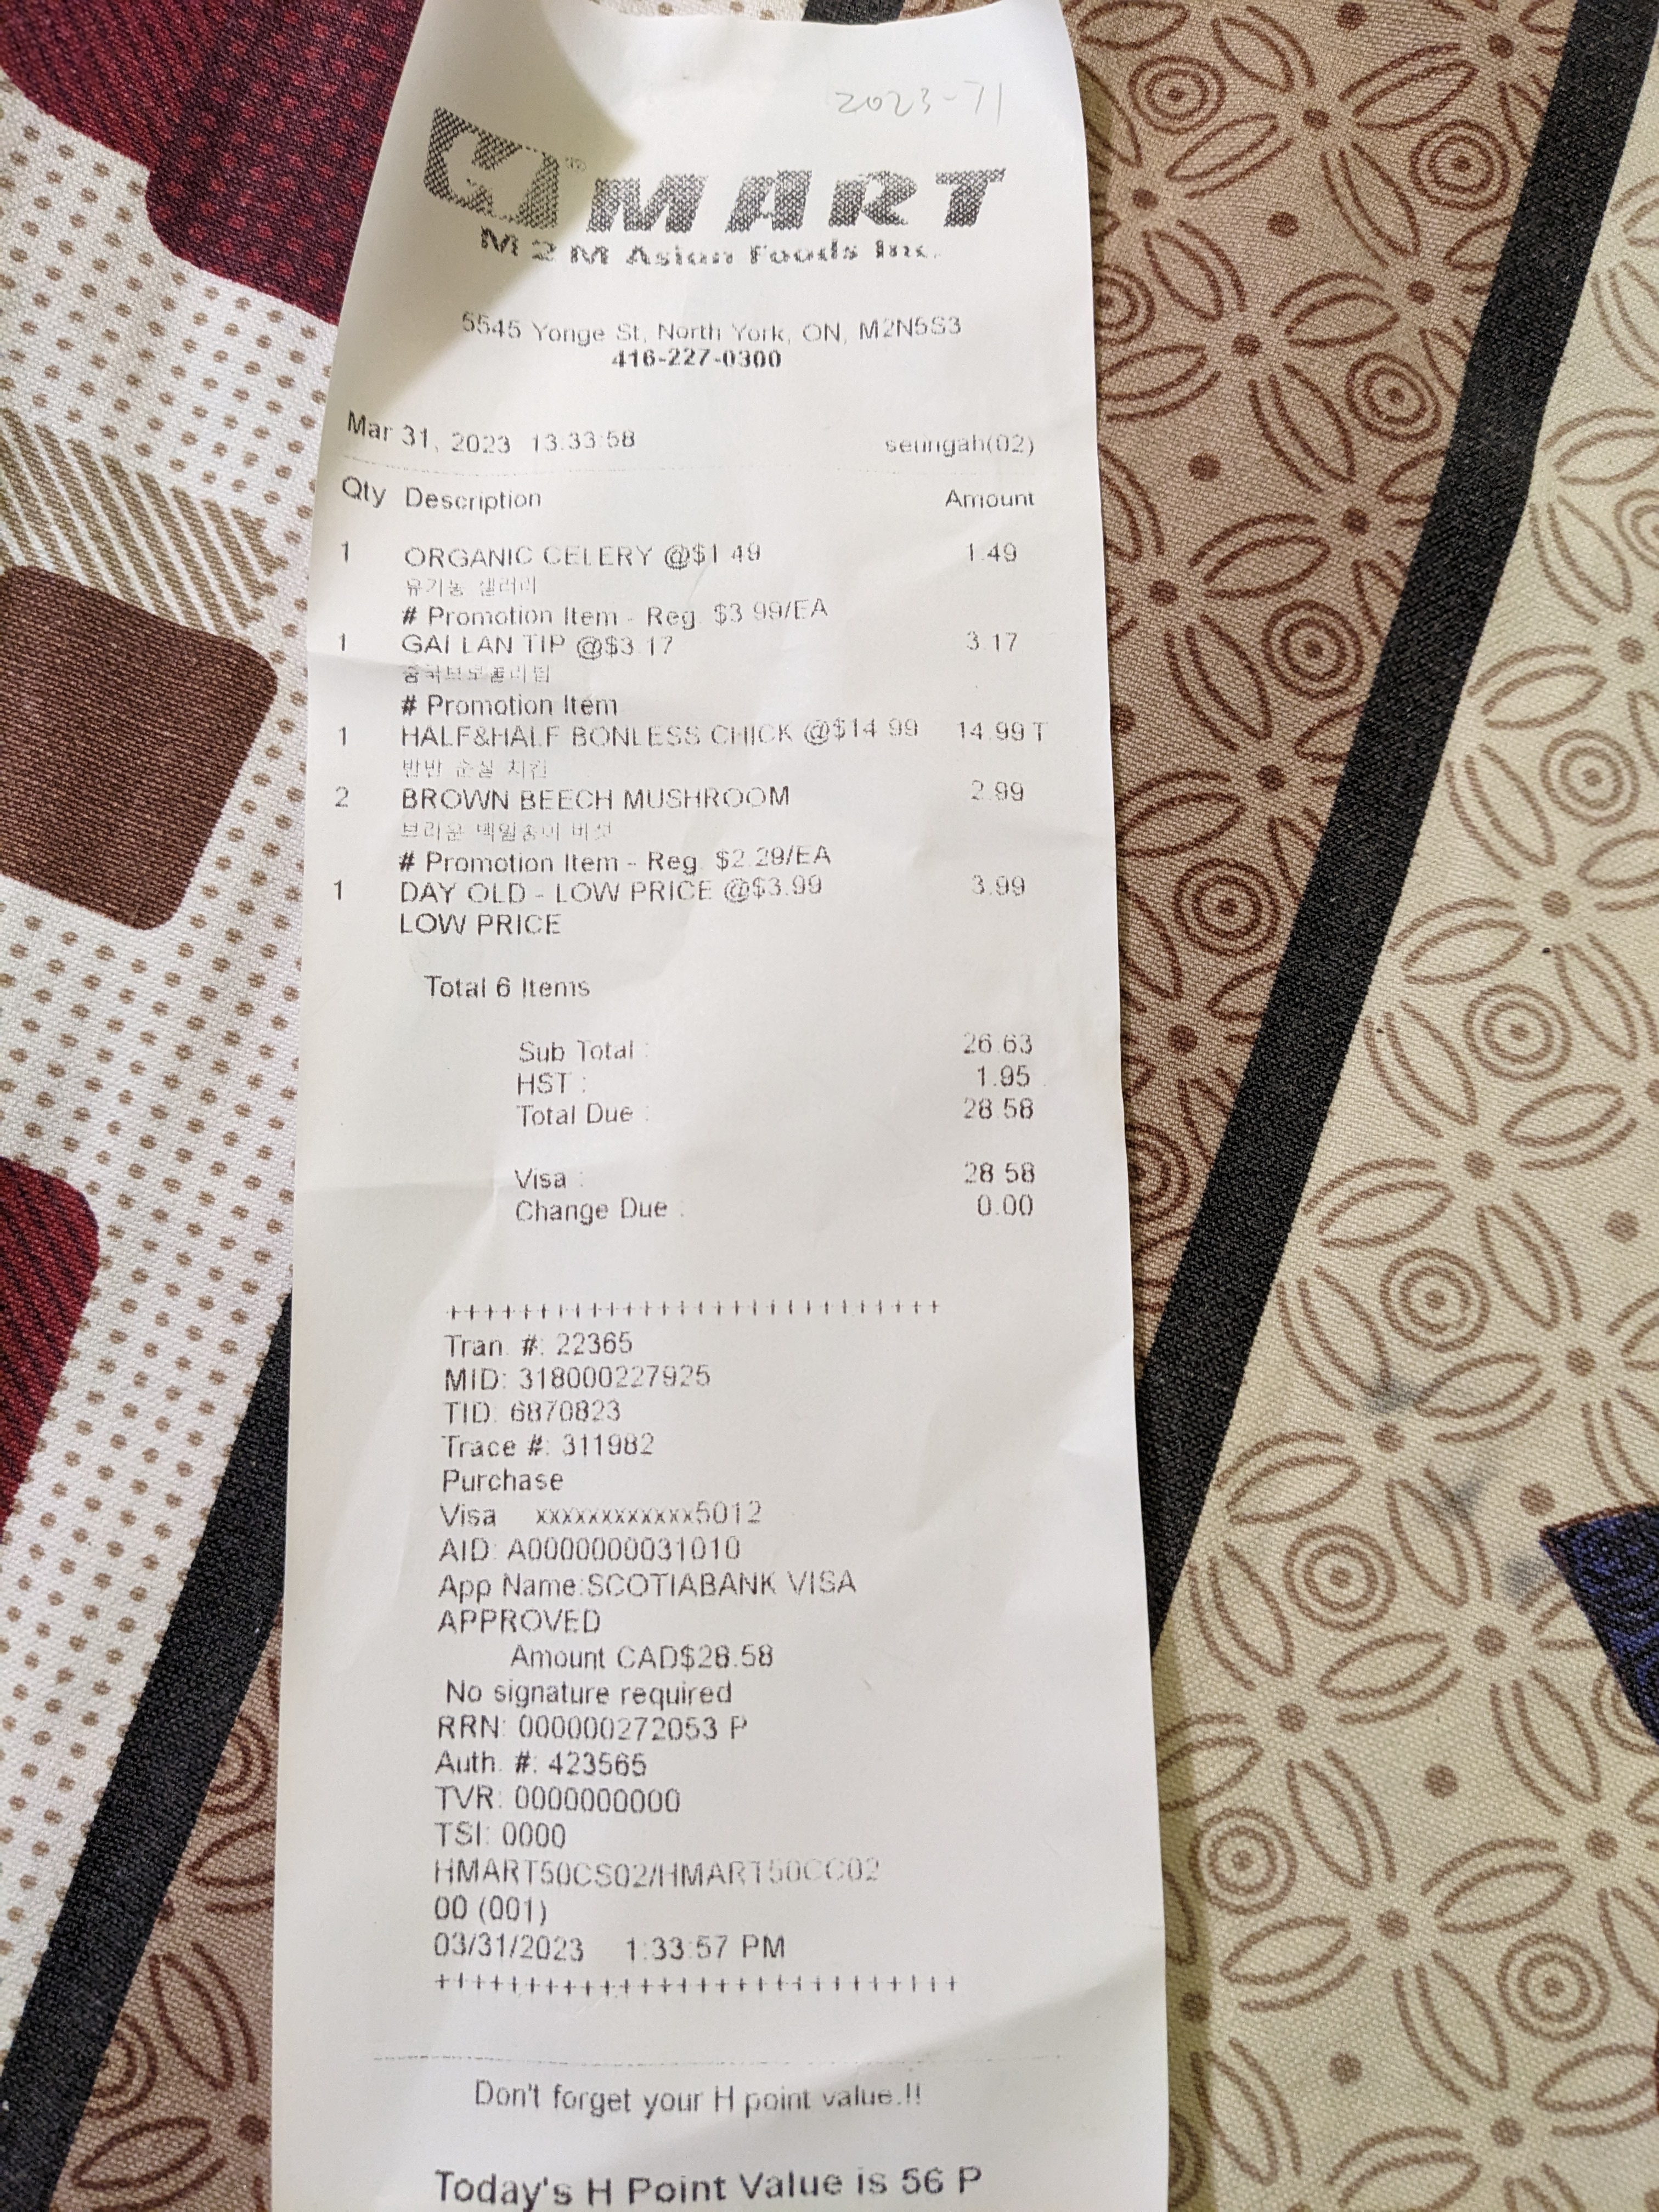 2023-71
H MART
M 2 M Asian Foods Inc.
5545 Yonge St, North York, ON, M2N5S3
416-227-0300
Mar 31, 2023 13:33:58 seungah(02)
Qty Description Amount
1 ORGANIC CELERY @$1.49 1.49
유기농 샐러리
# Promotion Item - Reg. $3.99/EA
1 GAI LAN TIP @$3.17 3.17
중국브로콜리팁
# Promotion Item
1 HALF&HALF BONLESS CHICK @$14.99 14.99 T
반반 순살 치킨
2 BROWN BEECH MUSHROOM 2.99
브라운 백일송이 버섯
# Promotion Item - Reg. $2.29/EA
1 DAY OLD - LOW PRICE @$3.99 3.99
LOW PRICE
Total 6 Items
Sub Total : 26.63
HST : 1.95
Total Due : 28.58
Visa : 28.58
Change Due : 0.00
++++++++++++++++++++++++++++++
Tran. #: 22365
MID: 318000227925
TID: 6870823
Trace #: 311982
Purchase
Visa xxxxxxxxxxxx5012
AID: A0000000031010
App Name:SCOTIABANK VISA
APPROVED
Amount CAD$28.58
No signature required
RRN: 000000272053 P
Auth. #: 423565
TVR: 0000000000
TSI: 0000
HMART50CS02/HMART50CC02
00 (001)
03/31/2023 1:33:57 PM
++++++++++++++++++++++++++++++
Don't forget your H point value.!!
Today's H Point Value is 56 P